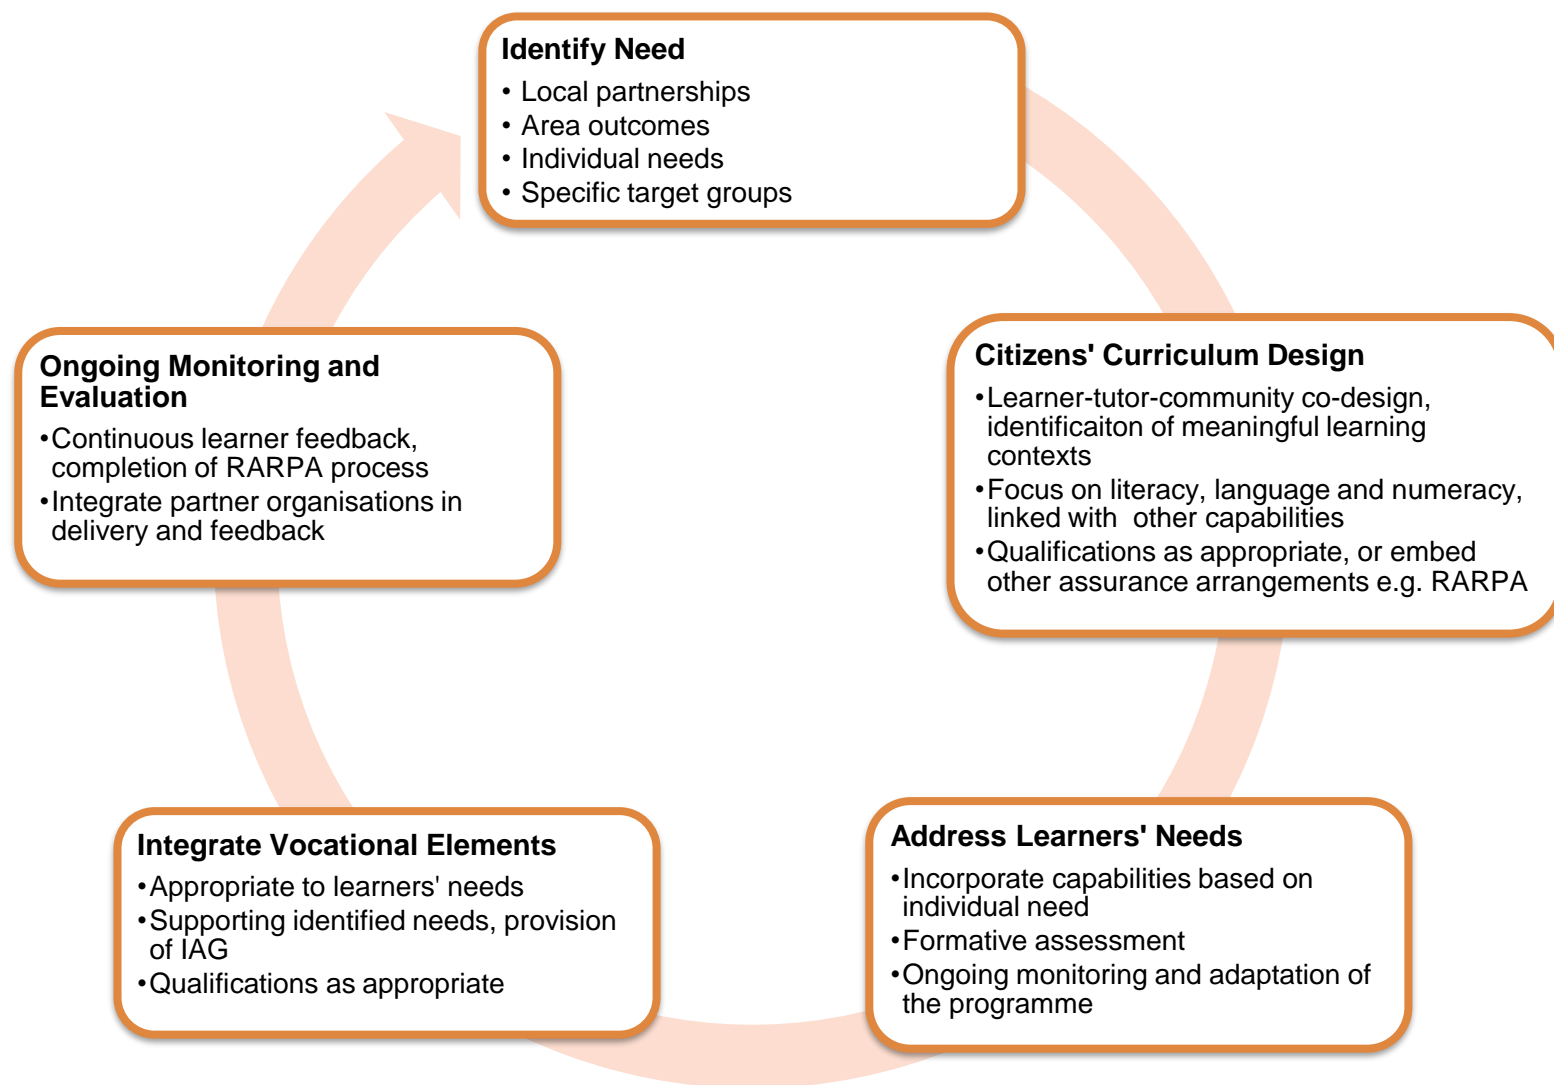 Identify Need
• Local partnerships
• Area outcomes
• Individual needs
• Specific target groups
Citizens' Curriculum Design
•Learner-tutor-community co-design,
identificaiton of meaningful learning
contexts
•Focus on literacy, language and numeracy,
linked with  other capabilities
•Qualifications as appropriate, or embed
other assurance arrangements e.g. RARPA
Address Learners' Needs
•Incorporate capabilities based on
individual need
•Formative assessment
•Ongoing monitoring and adaptation of
the programme
Integrate Vocational Elements
•Appropriate to learners' needs
•Supporting identified needs, provision
of IAG
•Qualifications as appropriate
Ongoing Monitoring and
Evaluation
•Continuous learner feedback,
completion of RARPA process
•Integrate partner organisations in
delivery and feedback